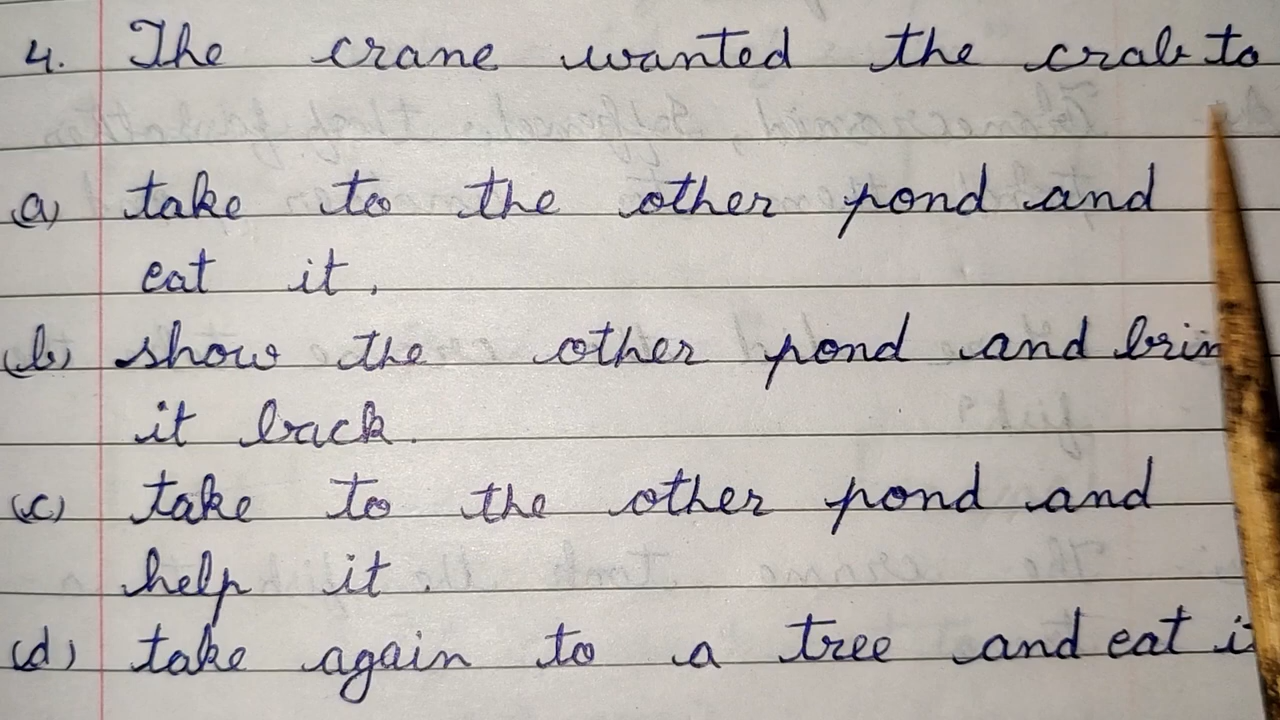 4. The crane wanted the crab to
(a) take to the other pond and
eat it.
(b) show the other pond and
it back.
(c) take to the other pond and
help it.
(d) take again to a tree and eat